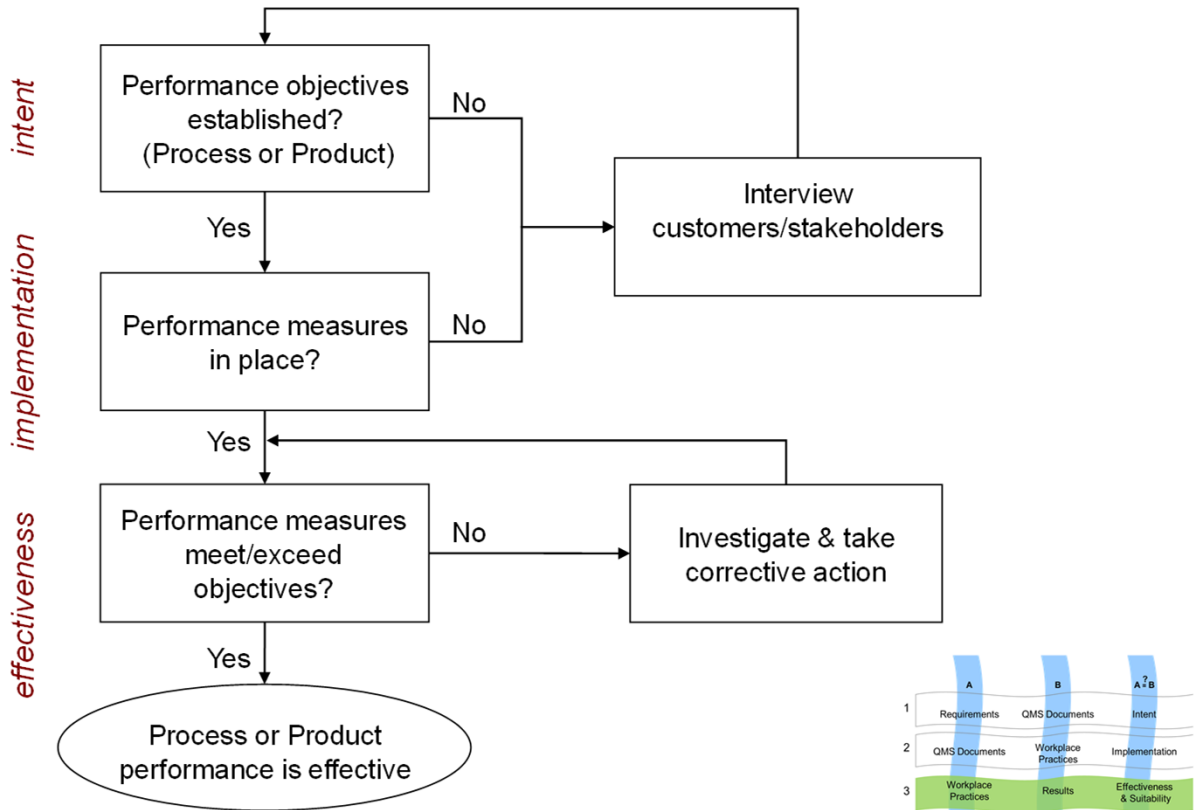 intent
Performance objectives
established?
(Process or Product)
No
Interview
customers/stakeholders
Yes
implementation
Performance measures
in place?
No
Yes
effectiveness
Performance measures
meet/exceed
objectives?
No
Investigate & take
corrective action
Yes
Process or Product
performance is effective
A
B
?
A = B
1
Requirements
QMS Documents
Intent
2
QMS Documents
Workplace
Practices
Implementation
3
Workplace
Practices
Results
Effectiveness
& Suitability